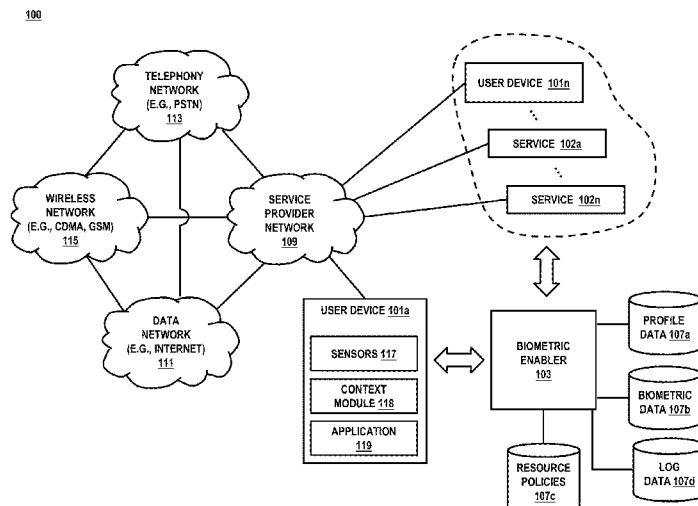 100
TELEPHONY
NETWORK
(E.G., PSTN)
113
WIRELESS
NETWORK
(E.G., CDMA, GSM)
115
SERVICE
PROVIDER
NETWORK
109
DATA
NETWORK
(E.G., INTERNET)
111
USER DEVICE 101n
...
SERVICE 102a
...
SERVICE 102n
USER DEVICE 101a
SENSORS 117
CONTEXT
MODULE 118
APPLICATION
119
BIOMETRIC
ENABLER
103
PROFILE
DATA 107a
BIOMETRIC
DATA 107b
LOG
DATA 107d
RESOURCE
POLICIES
107c